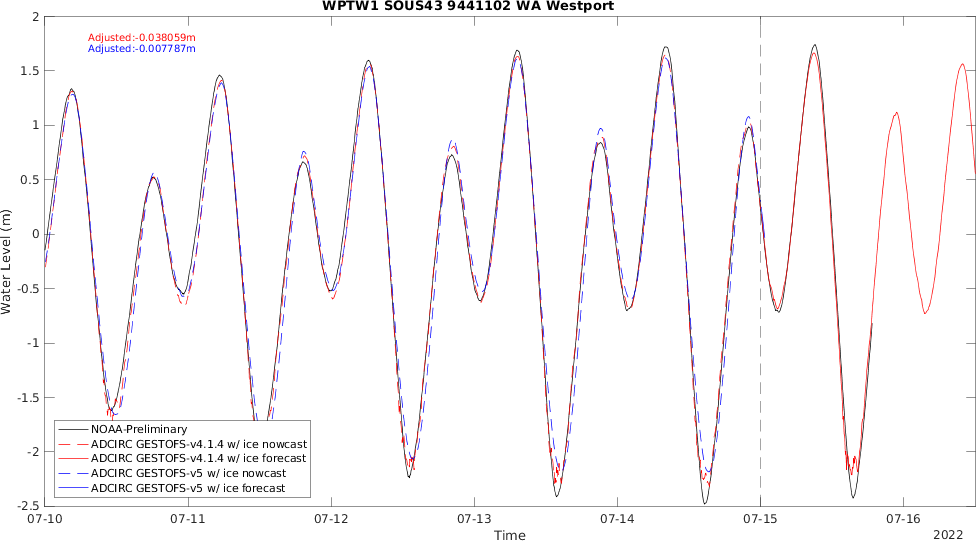 WPTW1 SOUS43 9441102 WA Westport
Adjusted:-0.038059m
Adjusted:-0.007787m
2
1.5
1
0.5
0
-0.5
-1
-1.5
-2
-2.5
Water Level (m)
NOAA-Preliminary
ADCIRC GESTOFS-v4.1.4 w/ ice nowcast
ADCIRC GESTOFS-v4.1.4 w/ ice forecast
ADCIRC GESTOFS-v5 w/ ice nowcast
ADCIRC GESTOFS-v5 w/ ice forecast
07-10 07-11 07-12 07-13 07-14 07-15 07-16
Time
2022